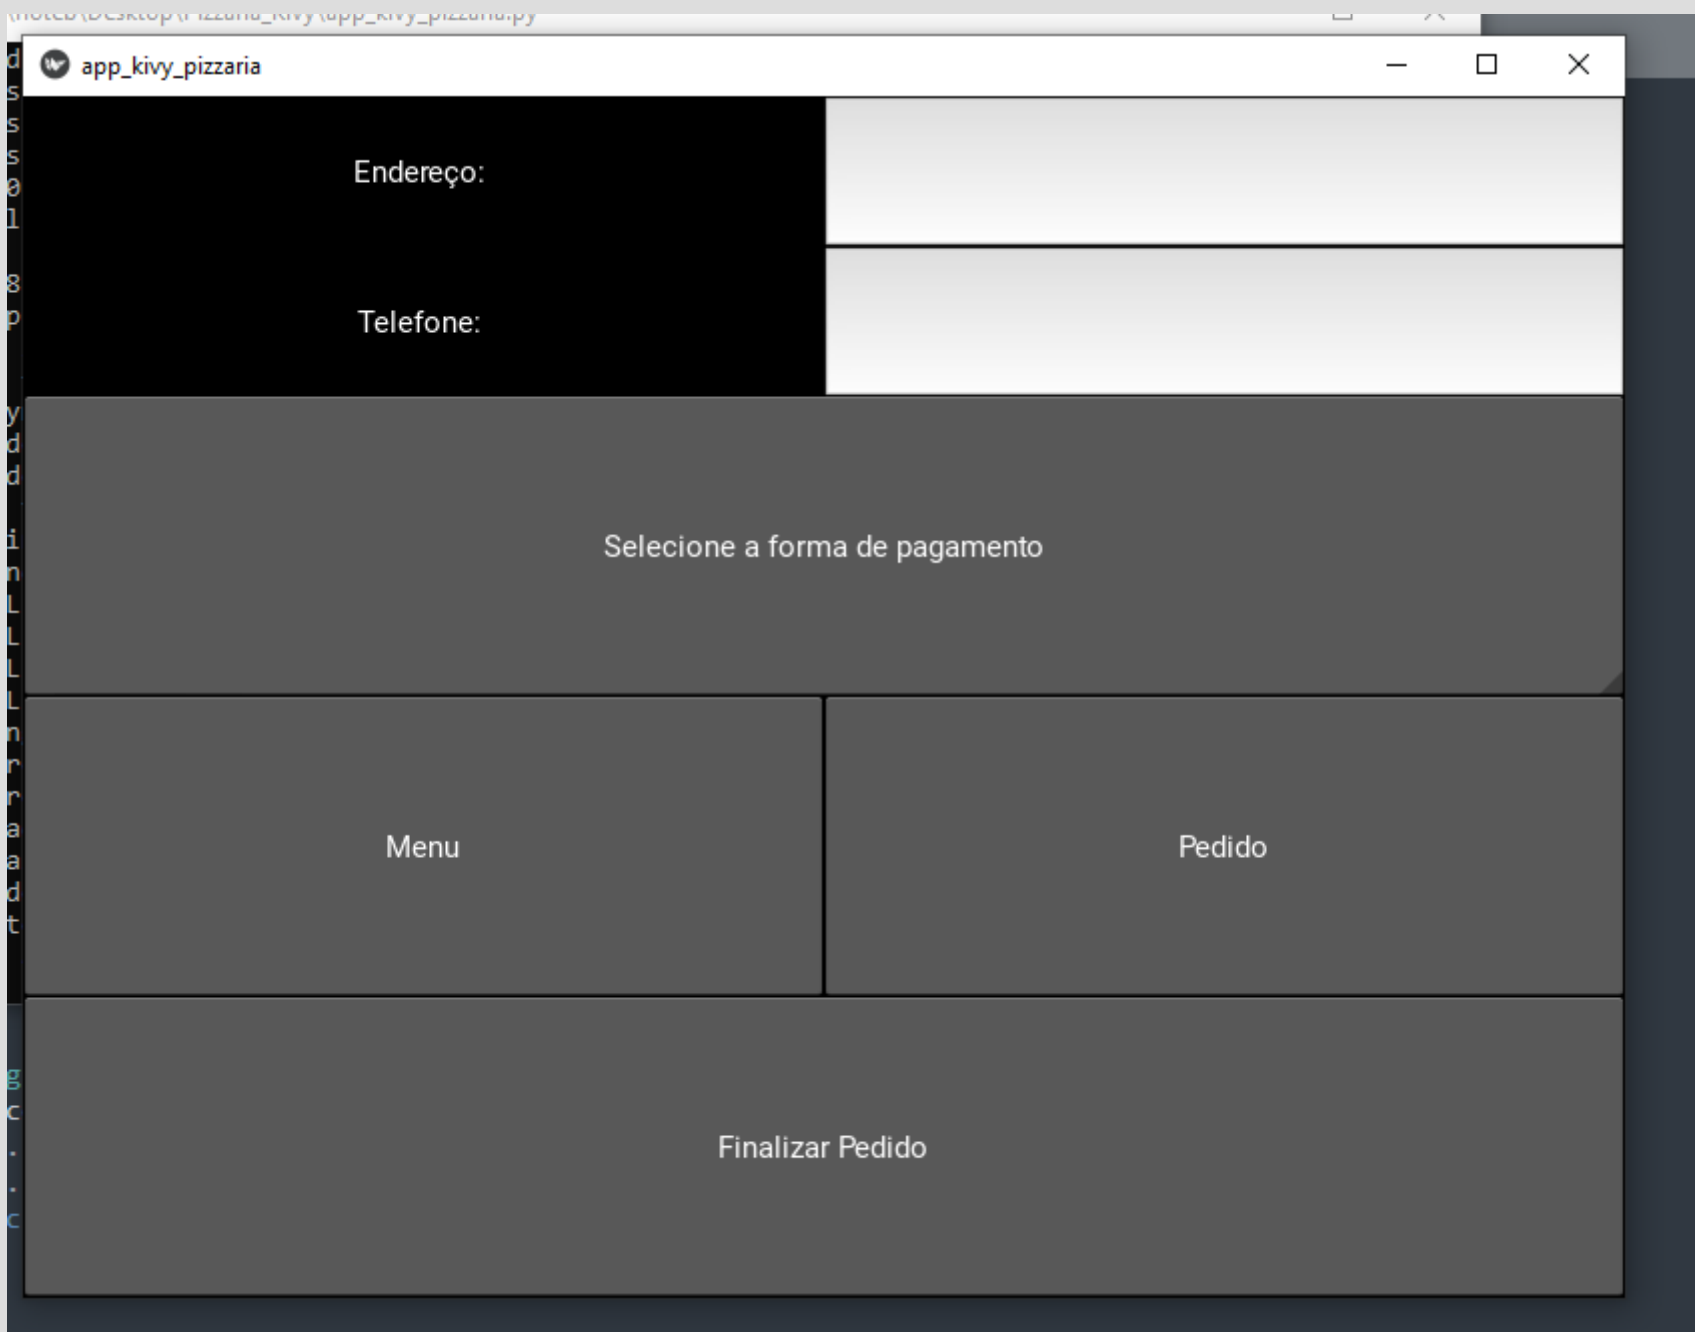 app_kivy_pizzaria
Endereço:
Telefone:
Selecione a forma de pagamento
Menu
Pedido
Finalizar Pedido